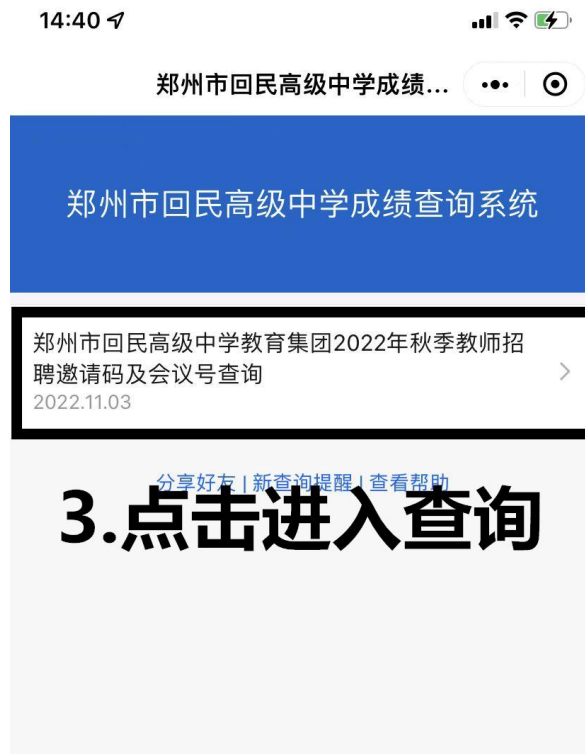 14:40
郑州市回民高级中学成绩...
郑州市回民高级中学成绩查询系统
郑州市回民高级中学教育集团2022年秋季教师招
聘邀请码及会议号查询
2022.11.03
分享好友 | 新查询提醒 | 查看帮助
3.点击进入查询